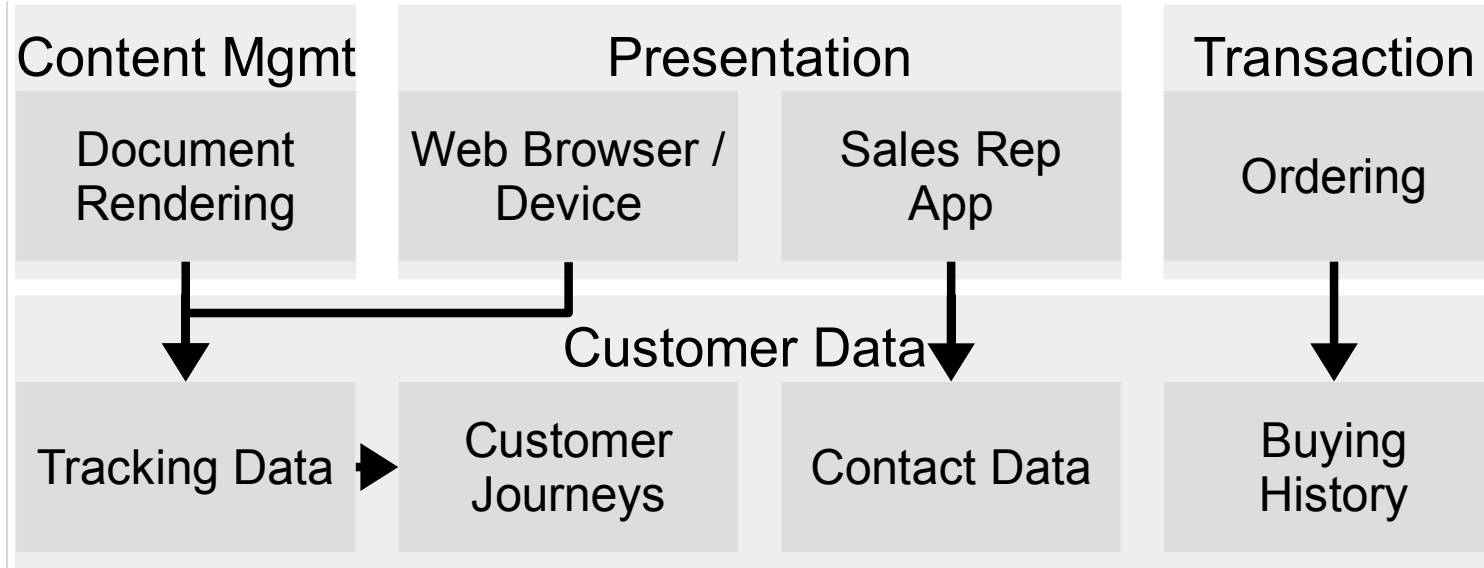 Content Mgmt
Presentation
Transaction
Document
Rendering
Web Browser /
Device
Sales Rep
App
Ordering
Customer Data
Tracking Data
Customer
Journeys
Contact Data
Buying
History